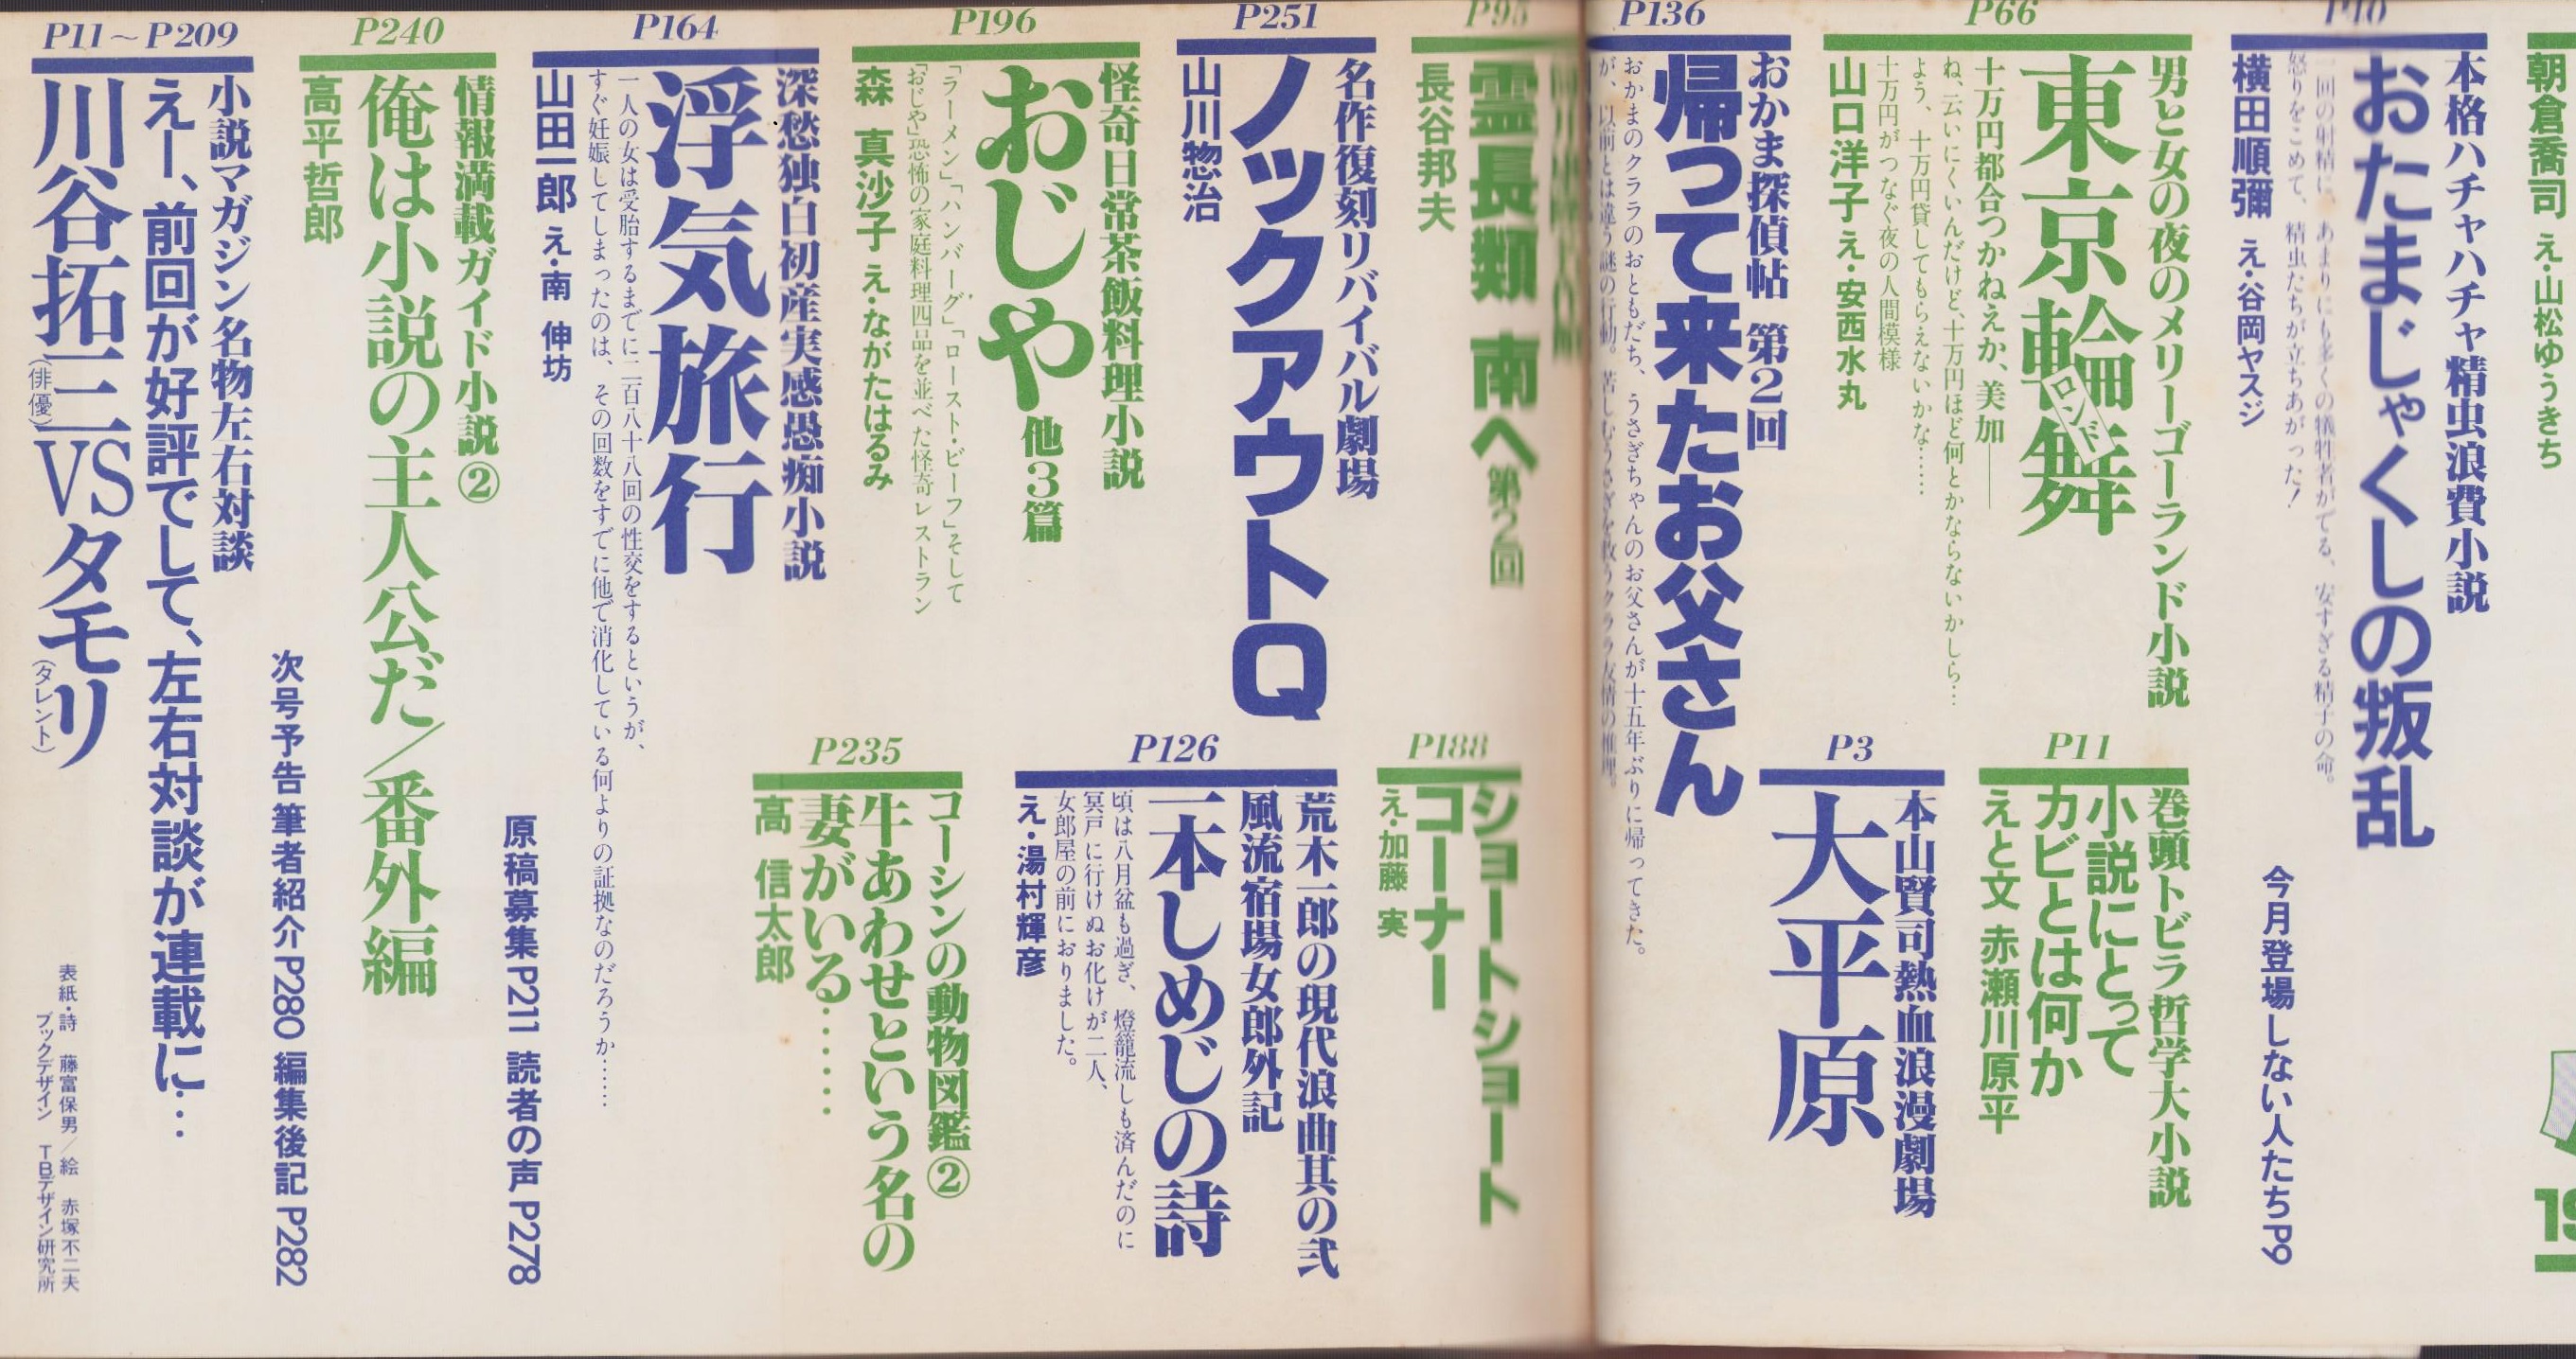 朝倉喬司 え・山松ゆうきち
本格ハチャハチャ精虫浪費小説
おたまじゃくしの叛乱
一回の射精に、あまりにも多くの犠牲者がでる、安すぎる精子の命。
怒りをこめて、精虫たちが立ちあがった!
横田順彌 え・谷岡ヤスジ
今月登場しない人たちP9
P66
男と女の夜のメリーゴーランド小説
東京輪舞
ロンド
十万円都合つかねえか、美加――
ね、云いにくいんだけど、十万円ほど何とかならないかしら…
よう、十万円貸してもらえないかな……
十万円がつなぐ夜の人間模様
山口洋子 え・安西水丸
P11
巻頭トビラ哲学大小説
小説にとって
カビとは何か
えと文 赤瀬川原平
P3
本山賢司熱血浪漫劇場
大平原
P136
おかま探偵帖 第2回
帰って来たお父さん
おかまのクララのおともだち、うさぎちゃんのお父さんが十五年ぶりに帰ってきた。
が、以前とは違う謎の行動。苦しむうさぎを救うクララ友情の推理。
P95
霊長類 南へ 第2回
長谷邦夫
P188
ショートショート
コーナー
え・加藤 実
P251
名作復刻リバイバル劇場
ノックアウトQ
山川惣治
P126
荒木一郎の現代浪曲其の弐
風流宿場女郎外記
一本しめじの詩
頃は八月盆も過ぎ、燈籠流しも済んだのに
冥戸に行けぬお化けが二人、
女郎屋の前におりました。
え・湯村輝彦
P196
怪奇日常茶飯料理小説
おじや 他3篇
「ラーメン」「ハンバーグ」「ロースト・ビーフ」そして
「おじや」恐怖の家庭料理四品を並べた怪奇レストラン
森 真沙子 え・ながたはるみ
P235
コーシンの動物図鑑②
牛あわせという名の
妻がいる……
高 信太郎
P164
深愁独白初産実感愚痴小説
浮気旅行
一人の女は受胎するまでに二百八十八回の性交をするというが、
すぐ妊娠してしまったのは、その回数をすでに他で消化している何よりの証拠なのだろうか……
山田一郎 え・南 伸坊
原稿募集P211 読者の声 P278
P240
情報満載ガイド小説②
俺は小説の主人公だ/番外編
高平哲郎
次号予告 筆者紹介P280 編集後記 P282
P11～P209
小説マガジン名物左右対談
えー、前回が好評でして、左右対談が連載に…
川谷拓三(俳優)VSタモリ(タレント)
表紙・詩 藤富保男/絵 赤塚不二夫
ブックデザイン TBデザイン研究所